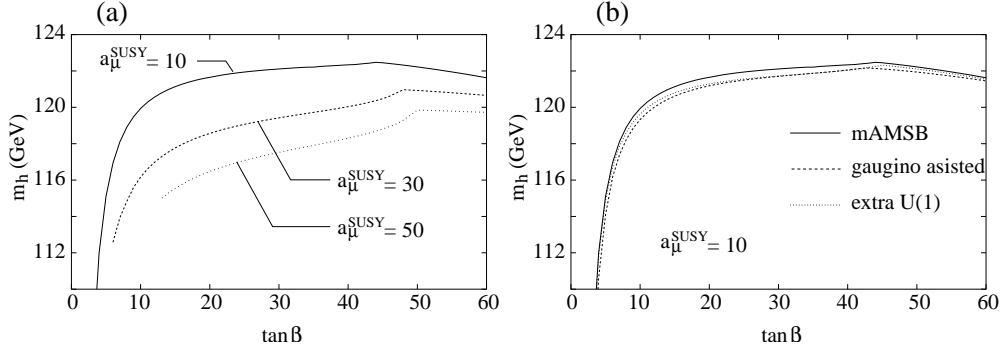 (a)
124
120
116
112
m_h (GeV)
a_μ^SUSY = 10
a_μ^SUSY = 30
a_μ^SUSY = 50
0 10 20 30 40 50 60
tan β
(b)
124
120
116
112
m_h (GeV)
mAMSB
gaugino asisted
extra U(1)
a_μ^SUSY = 10
0 10 20 30 40 50 60
tan β